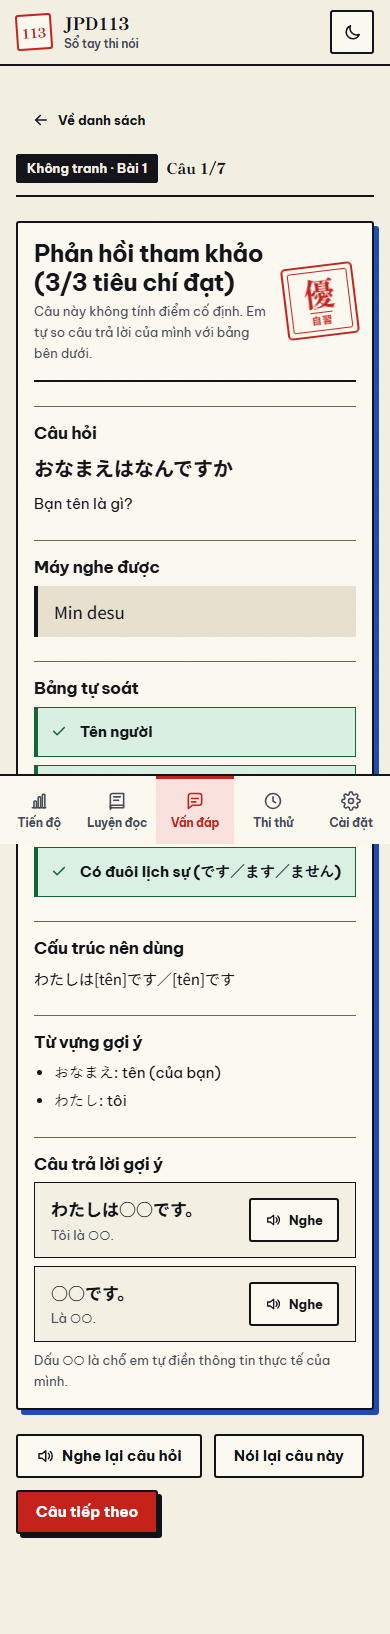 113
JPD113
Sổ tay thi nói
Về danh sách
Không tranh · Bài 1
Câu 1/7
Phản hồi tham khảo
(3/3 tiêu chí đạt)
優
自習
Câu này không tính điểm cố định. Em
tự so câu trả lời của mình với bảng
bên dưới.
Câu hỏi
おなまえはなんですか
Bạn tên là gì?
Máy nghe được
Min desu
Bảng tự soát
Tên người
Tiến độ
Luyện đọc
Vấn đáp
Thi thử
Cài đặt
Có đuôi lịch sự (です／ます／ません)
Cấu trúc nên dùng
わたしは[tên]です／[tên]です
Từ vựng gợi ý
おなまえ: tên (của bạn)
わたし: tôi
Câu trả lời gợi ý
わたしは〇〇です。
Tôi là ○○.
Nghe
〇〇です。
Là ○○.
Nghe
Dấu ○○ là chỗ em tự điền thông tin thực tế của
mình.
Nghe lại câu hỏi
Nói lại câu này
Câu tiếp theo